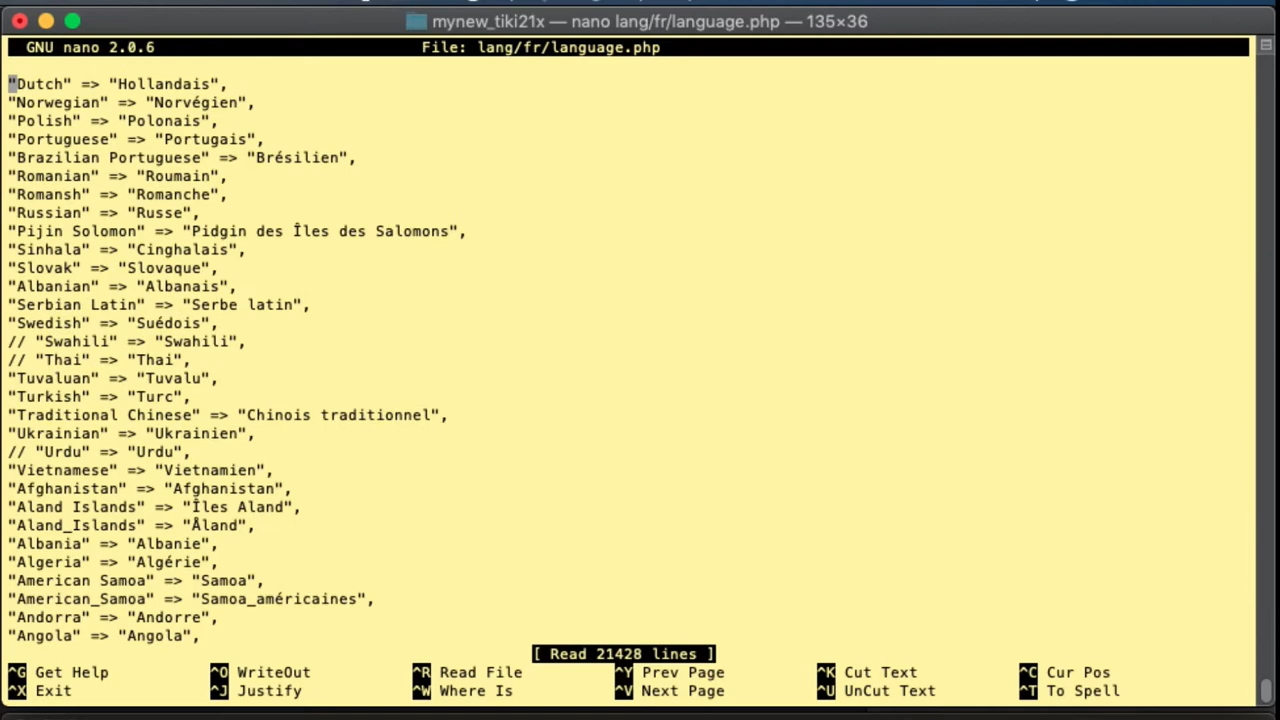 mynew_tiki21x — nano lang/fr/language.php — 135×36
GNU nano 2.0.6 File: lang/fr/language.php
"Dutch" => "Hollandais",
"Norwegian" => "Norvégien",
"Polish" => "Polonais",
"Portuguese" => "Portugais",
"Brazilian Portuguese" => "Brésilien",
"Romanian" => "Roumain",
"Romansh" => "Romanche",
"Russian" => "Russe",
"Pijin Solomon" => "Pidgin des Îles des Salomons",
"Sinhala" => "Cinghalais",
"Slovak" => "Slovaque",
"Albanian" => "Albanais",
"Serbian Latin" => "Serbe latin",
"Swedish" => "Suédois",
// "Swahili" => "Swahili",
// "Thai" => "Thai",
"Tuvaluan" => "Tuvalu",
"Turkish" => "Turc",
"Traditional Chinese" => "Chinois traditionnel",
"Ukrainian" => "Ukrainien",
// "Urdu" => "Urdu",
"Vietnamese" => "Vietnamien",
"Afghanistan" => "Afghanistan",
"Aland Islands" => "Îles Aland",
"Aland_Islands" => "Åland",
"Albania" => "Albanie",
"Algeria" => "Algérie",
"American Samoa" => "Samoa",
"American_Samoa" => "Samoa_américaines",
"Andorra" => "Andorre",
"Angola" => "Angola",
[ Read 21428 lines ]
^G Get Help ^O WriteOut ^R Read File ^Y Prev Page ^K Cut Text ^C Cur Pos
^X Exit ^J Justify ^W Where Is ^V Next Page ^U UnCut Text ^T To Spell